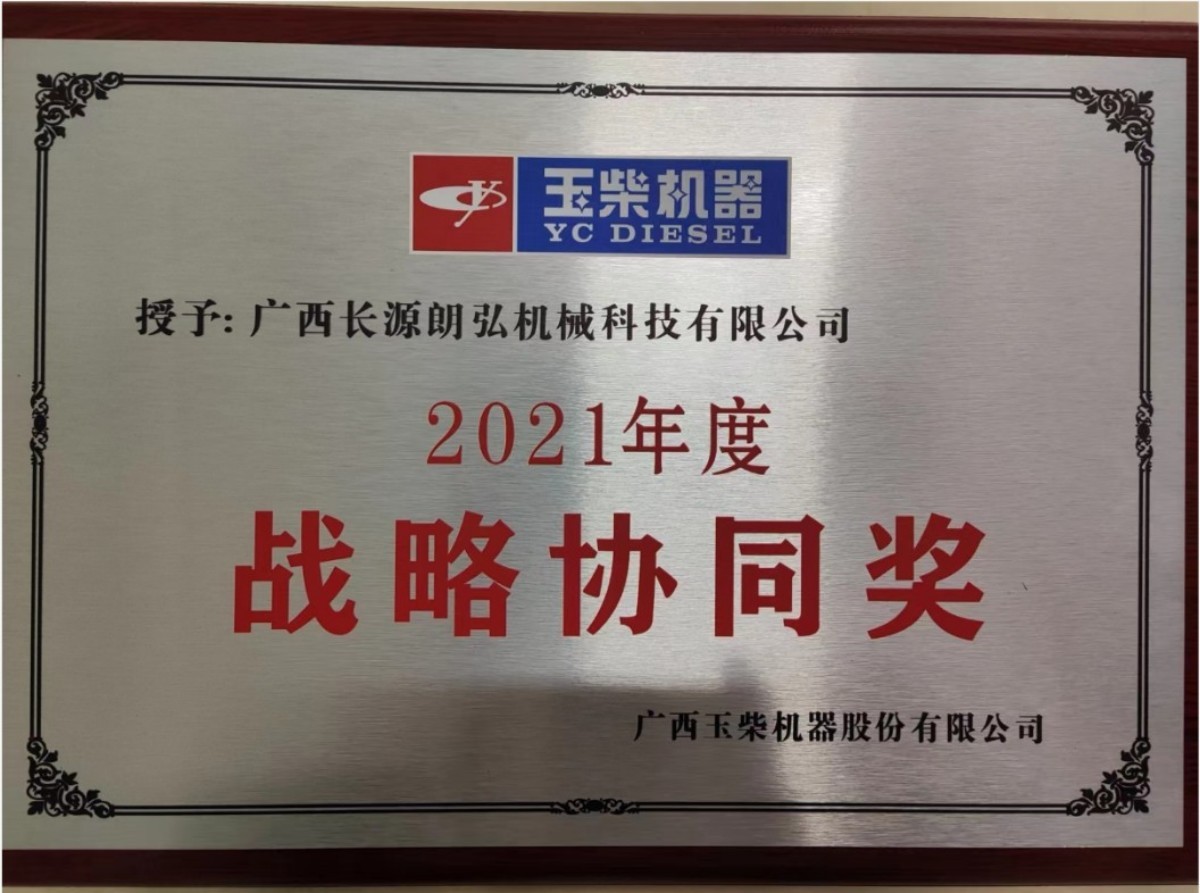 玉柴机器
YC DIESEL
授予：广西长源朗弘机械科技有限公司
2021年度
战略协同奖
广西玉柴机器股份有限公司